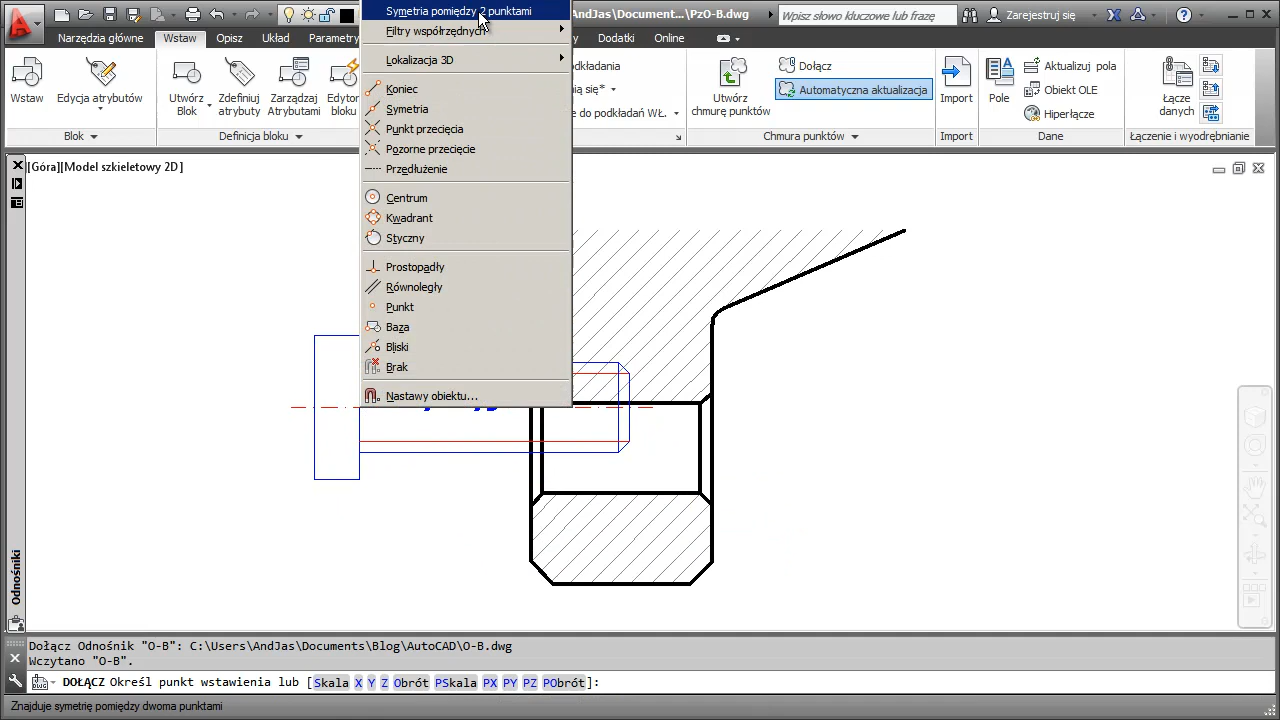 Symetria pomiędzy 2 punktami
\Document... \PzO-B.dwg
Wpisz słowo kluczowe lub frazę
Zarejestruj się
Narzędzia główne
Wstaw
Opisz
Układ
Parametry
Dodatki
Online
Filtry współrzędnych
Lokalizacja 3D
Koniec
Symetria
Punkt przecięcia
Pozorne przecięcie
Przedłużenie
Centrum
Kwadrant
Styczny
Prostopadły
Równoległy
Punkt
Baza
Bliski
Brak
Nastawy obiektu...
Wstaw
Edycja atrybutów
Utwórz blok
Zdefiniuj atrybuty
Zarządzaj Atrybutami
Blok
Definicja bloku
Utwórz chmurę punktów
Dołącz
Automatyczna aktualizacja
Chmura punktów
Import
Import
Pole
Aktualizuj pola
Obiekt OLE
Hiperłącze
Dane
Łącze danych
Łączenie i wyodrębnianie
[Góra][Model szkieletowy 2D]
Odnośniki
Dołącz Odnośnik "O-B": C:\Users\AndJas\Documents\Blog\AutoCAD\O-B.dwg
Wczytano "O-B".
DOŁĄCZ Określ punkt wstawienia lub [Skala X Y Z Obrót PSkala PX PY PZ PObrót]:
Znajduje symetrię pomiędzy dwoma punktami